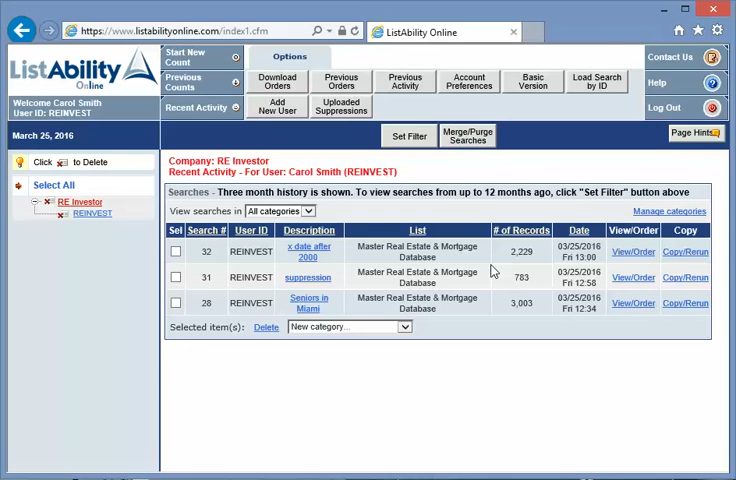 https://www.listabilityonline.com/index1.cfm
ListAbility Online
ListAbility
Online
Welcome Carol Smith
User ID: REINVEST
Start New Count
Previous Counts
Recent Activity
Options
Download Orders
Previous Orders
Previous Activity
Account Preferences
Basic Version
Load Search by ID
Add New User
Uploaded Suppressions
Contact Us
Help
Log Out
March 25, 2016
Set Filter
Merge/Purge Searches
Page Hints
Click to Delete
Select All
RE Investor
REINVEST
Company: RE Investor
Recent Activity - For User: Carol Smith (REINVEST)
Searches - Three month history is shown. To view searches from up to 12 months ago, click "Set Filter" button above
View searches in All categories Manage categories
Sel Search # User ID Description List # of Records Date View/Order Copy
32 REINVEST x date after 2000 Master Real Estate & Mortgage Database 2,229 03/25/2016 Fri 13:00 View/Order Copy/Rerun
31 REINVEST suppression Master Real Estate & Mortgage Database 783 03/25/2016 Fri 12:58 View/Order Copy/Rerun
28 REINVEST Seniors in Miami Master Real Estate & Mortgage Database 3,003 03/25/2016 Fri 12:34 View/Order Copy/Rerun
Selected item(s): Delete New category...